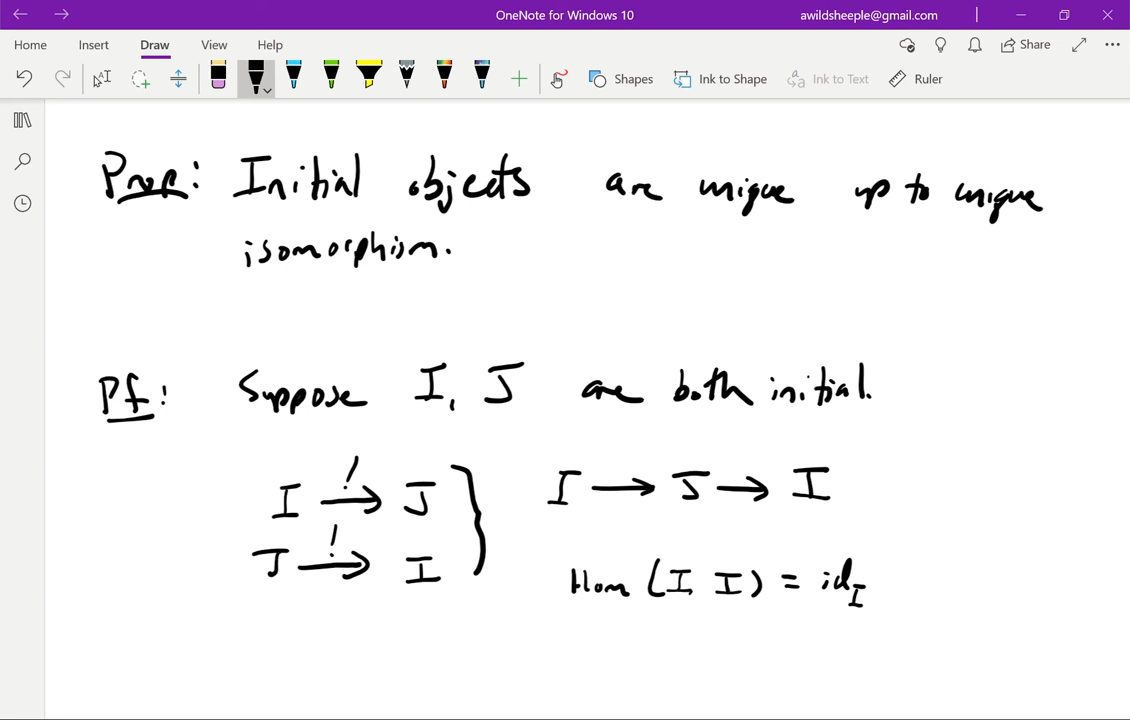 OneNote for Windows 10
awildsheeple@gmail.com
Home Insert Draw View Help
Share
Shapes Ink to Shape Ink to Text Ruler
Prop: Initial objects are unique up to unique
isomorphism.
Pf: Suppose I, J are both initial.
I →! J
J →! I
I → J → I
Hom (I, I) = id_I